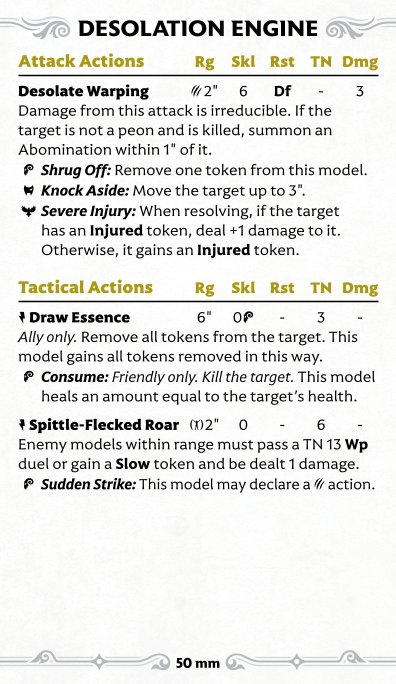 DESOLATION ENGINE
Attack Actions Rg Skl Rst TN Dmg
Desolate Warping 2" 6 Df - 3
Damage from this attack is irreducible. If the
target is not a peon and is killed, summon an
Abomination within 1" of it.
Shrug Off: Remove one token from this model.
Knock Aside: Move the target up to 3".
Severe Injury: When resolving, if the target
has an Injured token, deal +1 damage to it.
Otherwise, it gains an Injured token.
Tactical Actions Rg Skl Rst TN Dmg
Draw Essence 6" 0 - 3 -
Ally only. Remove all tokens from the target. This
model gains all tokens removed in this way.
Consume: Friendly only. Kill the target. This model
heals an amount equal to the target's health.
Spittle-Flecked Roar 2" 0 - 6 -
Enemy models within range must pass a TN 13 Wp
duel or gain a Slow token and be dealt 1 damage.
Sudden Strike: This model may declare a action.
50 mm